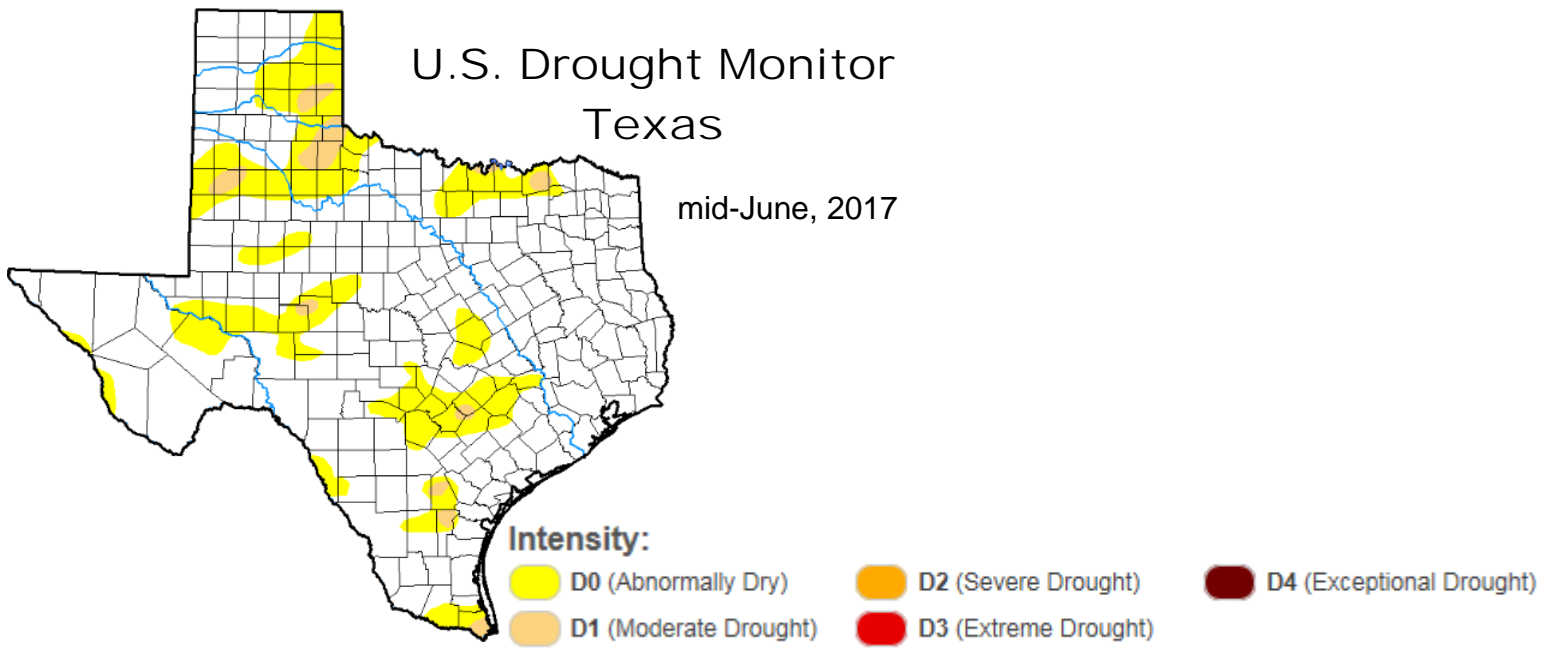 U.S. Drought Monitor
Texas
mid-June, 2017
Intensity:
D0 (Abnormally Dry)
D1 (Moderate Drought)
D2 (Severe Drought)
D3 (Extreme Drought)
D4 (Exceptional Drought)